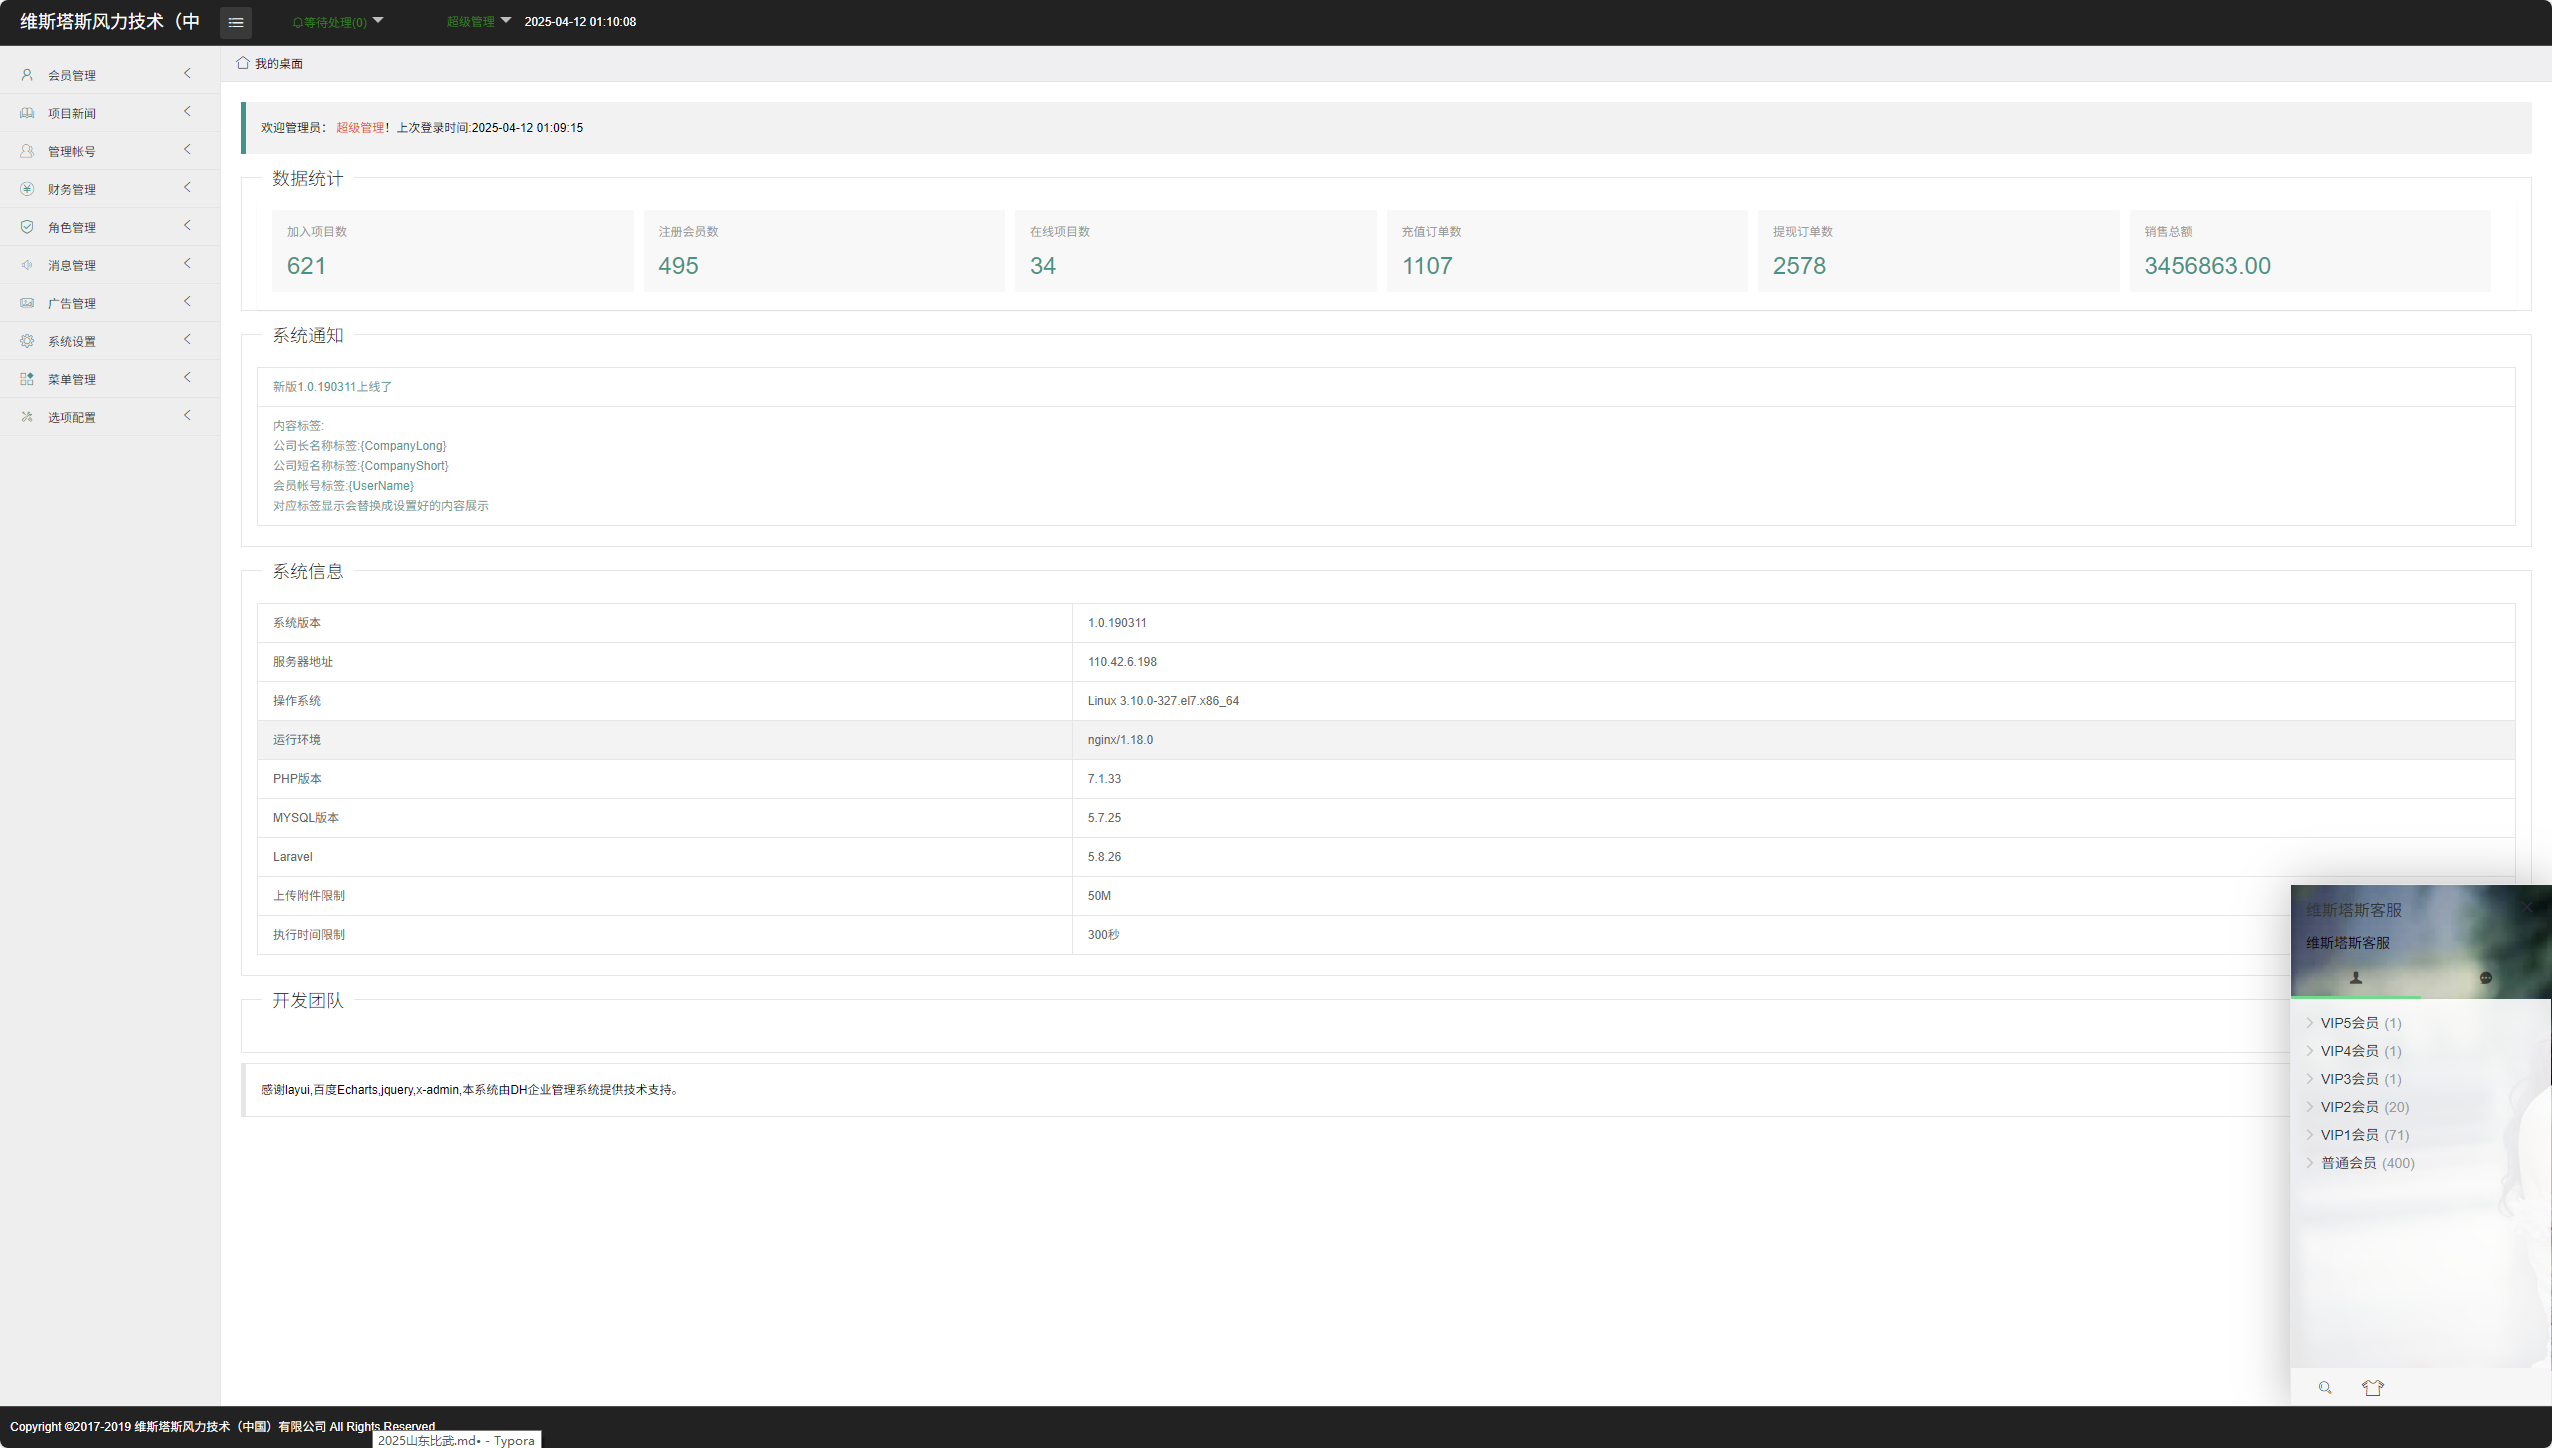 维斯塔斯风力技术（中
等待处理(0)
超级管理
2025-04-12 01:10:08
会员管理
项目新闻
管理帐号
财务管理
角色管理
消息管理
广告管理
系统设置
菜单管理
选项配置
我的桌面
欢迎管理员： 超级管理！上次登录时间:2025-04-12 01:09:15
数据统计
加入项目数
621
注册会员数
495
在线项目数
34
充值订单数
1107
提现订单数
2578
销售总额
3456863.00
系统通知
新版1.0.190311上线了
内容标签:
公司长名称标签:{CompanyLong}
公司短名称标签:{CompanyShort}
会员帐号标签:{UserName}
对应标签显示会替换成设置好的内容展示
系统信息
系统版本 1.0.190311
服务器地址 110.42.6.198
操作系统 Linux 3.10.0-327.el7.x86_64
运行环境 nginx/1.18.0
PHP版本 7.1.33
MYSQL版本 5.7.25
Laravel 5.8.26
上传附件限制 50M
执行时间限制 300秒
开发团队
感谢layui,百度Echarts,jquery,x-admin,本系统由DH企业管理系统提供技术支持。
维斯塔斯客服
维斯塔斯客服
VIP5会员 (1)
VIP4会员 (1)
VIP3会员 (1)
VIP2会员 (20)
VIP1会员 (71)
普通会员 (400)
Copyright ©2017-2019 维斯塔斯风力技术（中国）有限公司 All Rights Reserved
2025山东比武.md• - Typora